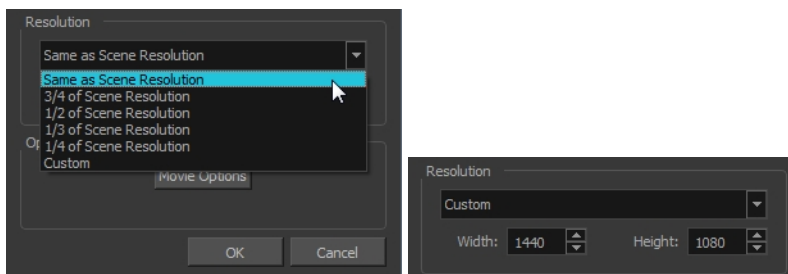 Resolution
Same as Scene Resolution
Same as Scene Resolution
3/4 of Scene Resolution
1/2 of Scene Resolution
1/3 of Scene Resolution
1/4 of Scene Resolution
Custom
Movie Options
OK Cancel
Resolution
Custom
Width: 1440 Height: 1080